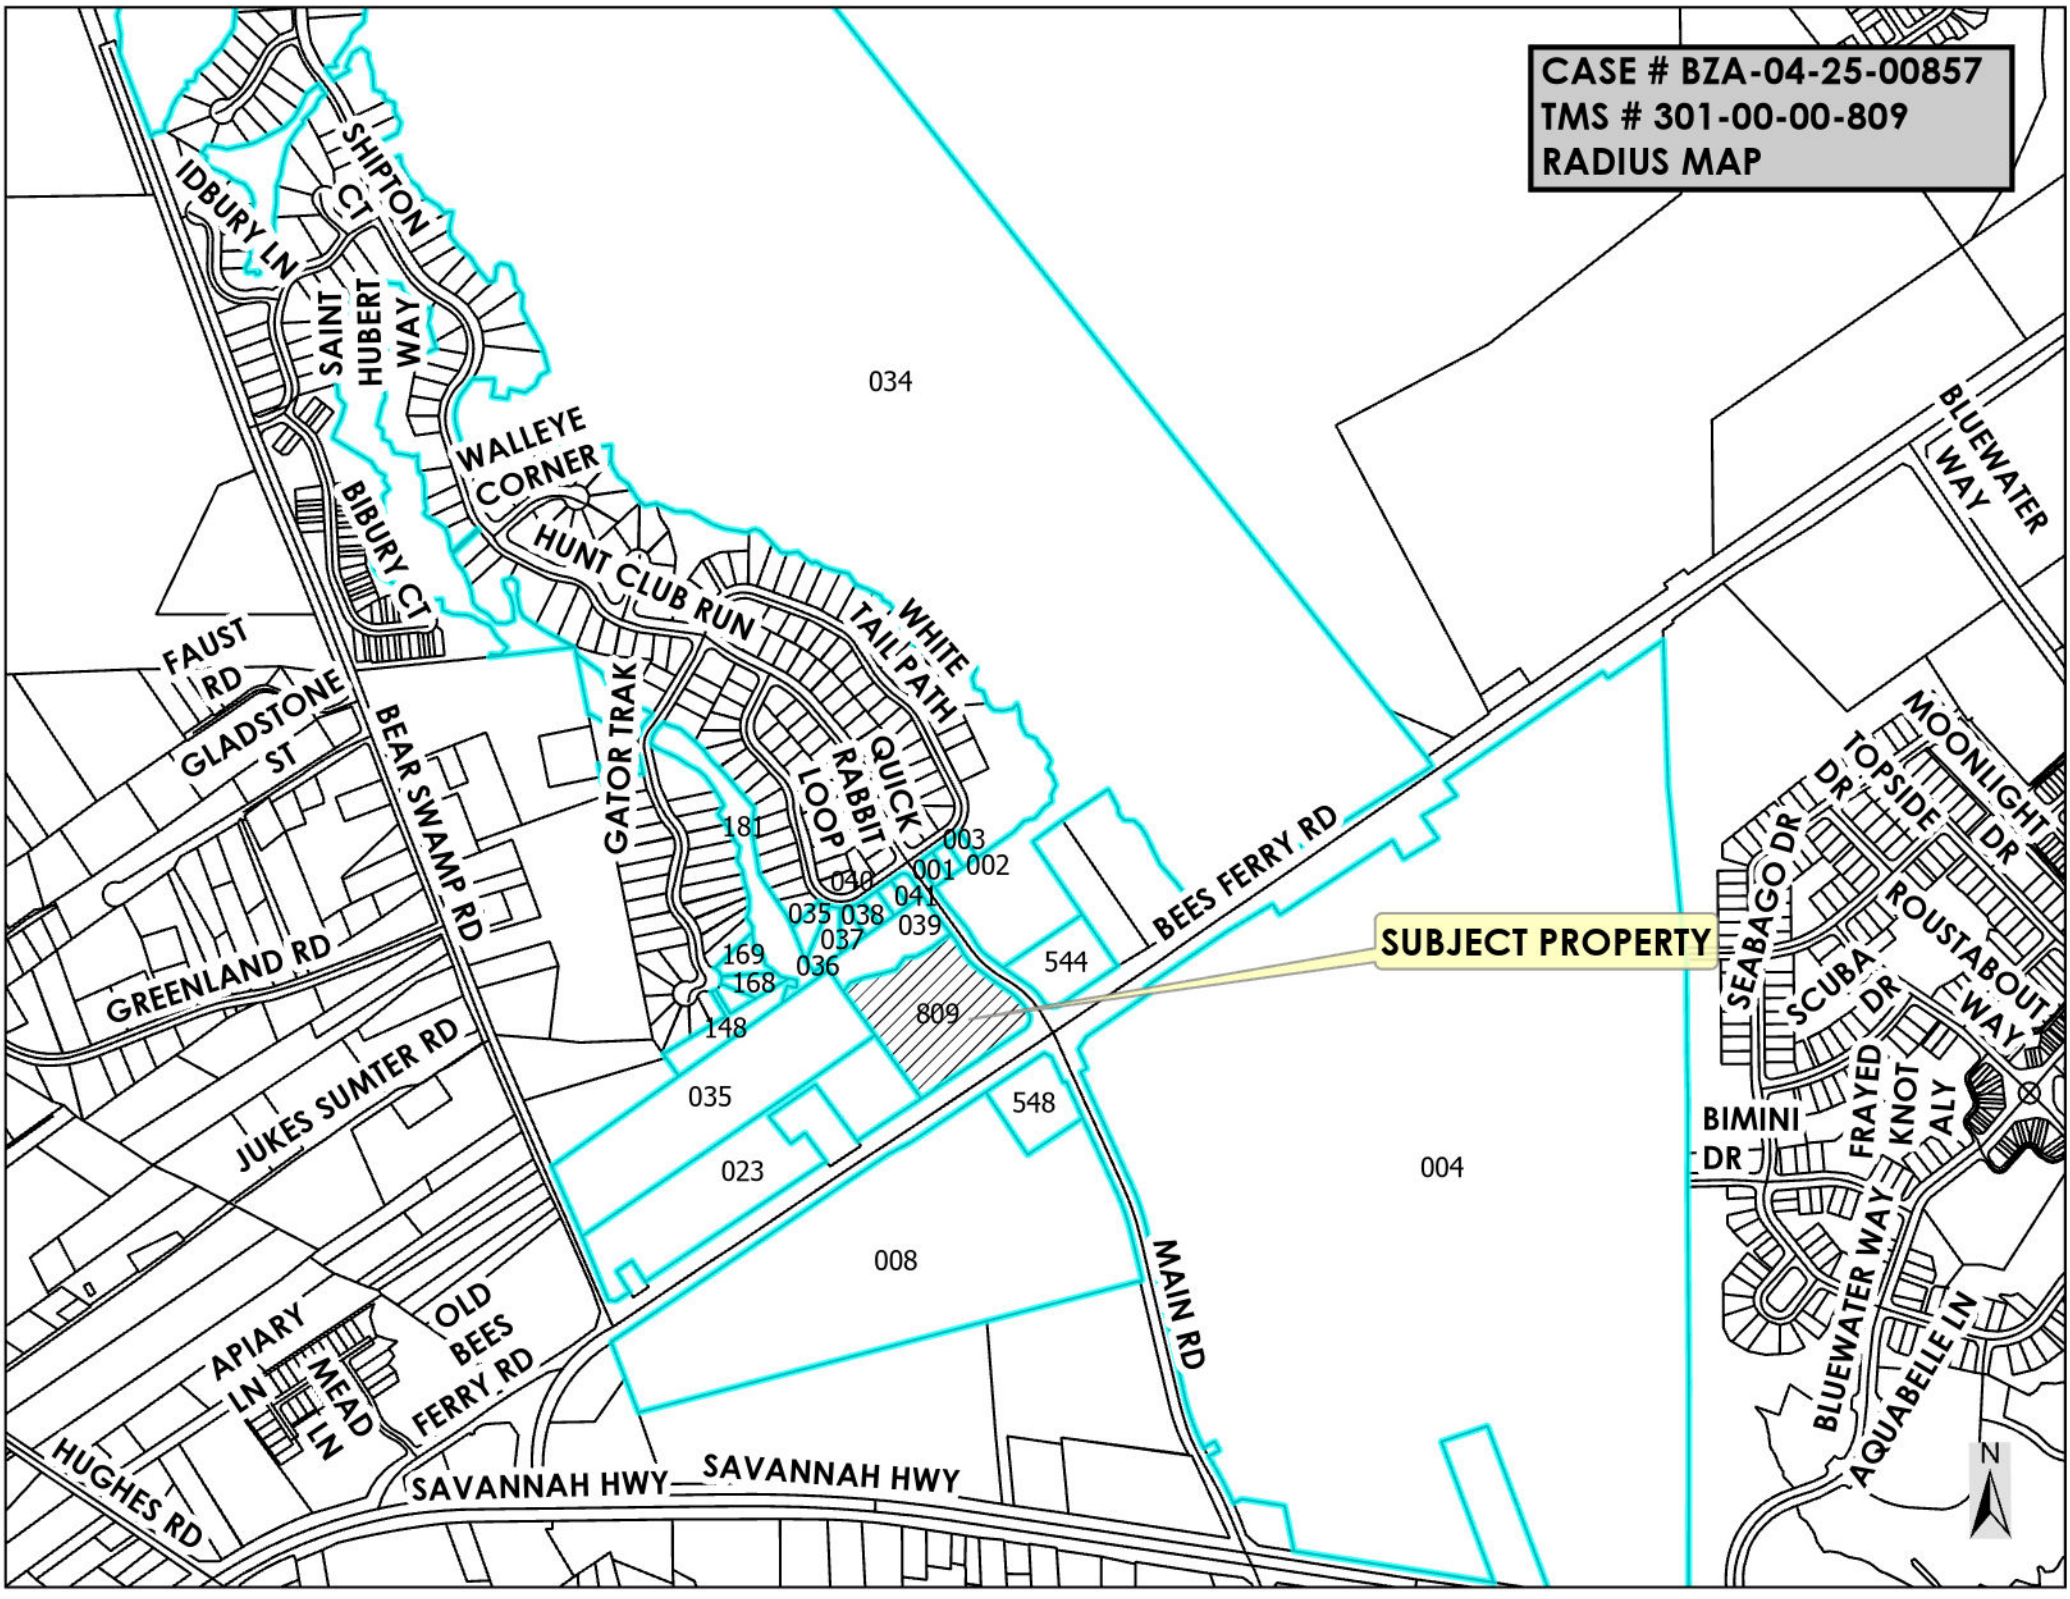 CASE # BZA-04-25-00857
TMS # 301-00-00-809
RADIUS MAP
SHIPTON
CT
IDBURY LN
SAINT
HUBERT
WAY
034
WALLEYE
CORNER
BLUEWATER
WAY
BIBURY CT
HUNT CLUB RUN
WHITE
TAIL PATH
FAUST
RD
GLADSTONE
ST
BEAR SWAMP RD
GATOR TRAK
QUICK
RABBIT
LOOP
MOONLIGHT
DR
TOPSIDE
DR
181
003
001
002
040
041
035
038
039
037
036
169
168
148
BEES FERRY RD
544
SUBJECT PROPERTY
809
SEABAGO DR
ROUSTABOUT
WAY
SCUBA
DR
GREENLAND RD
JUKES SUMTER RD
035
548
023
004
008
BIMINI
DR
FRAYED
KNOT
ALY
MAIN RD
BLUEWATER WAY
AQUABELLE LN
APIARY
LN
MEAD
LN
OLD
BEES
FERRY RD
HUGHES RD
SAVANNAH HWY
SAVANNAH HWY
N